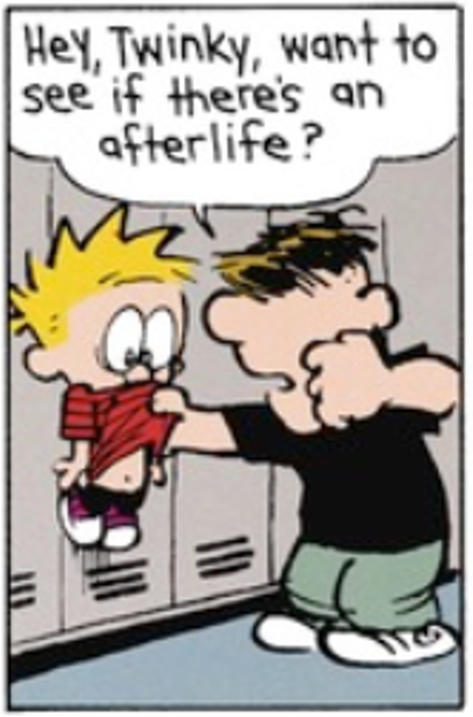 Hey, Twinky, want to
see if there's an
afterlife?